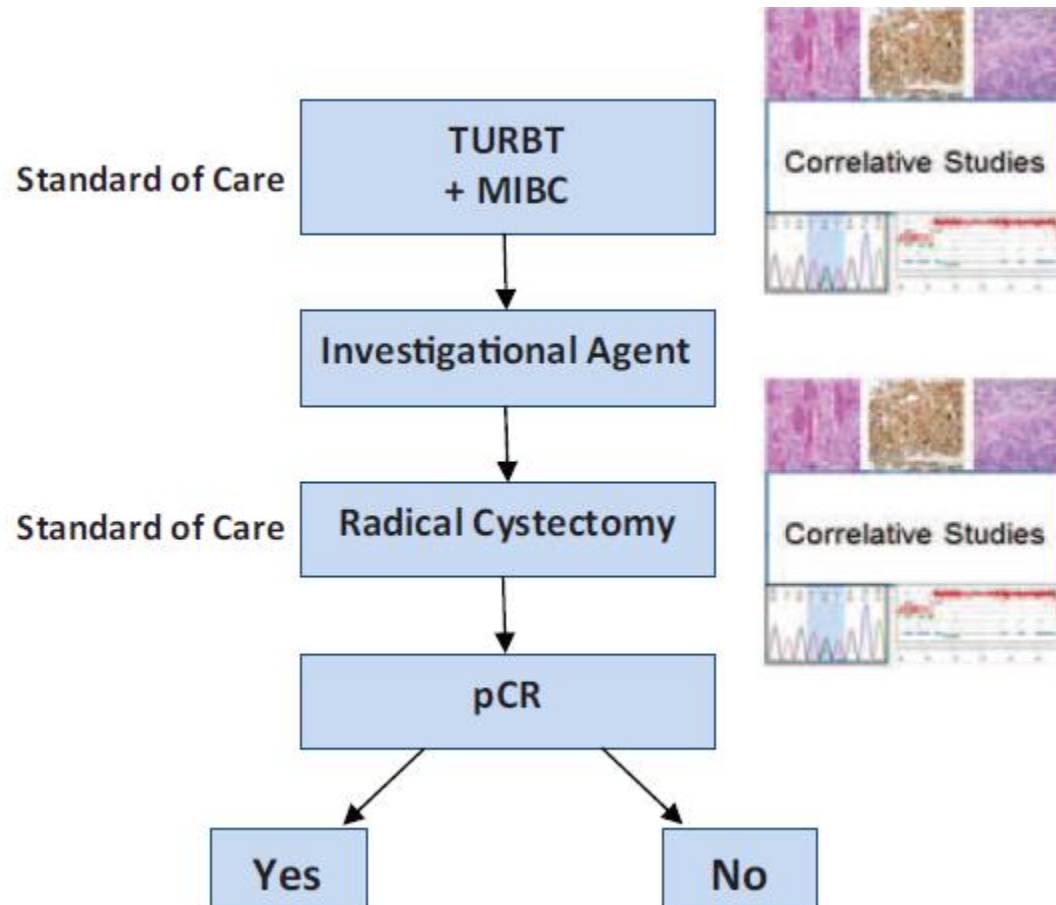 Standard of Care
TURBT
+ MIBC
Correlative Studies
Investigational Agent
Standard of Care
Radical Cystectomy
Correlative Studies
pCR
Yes
No